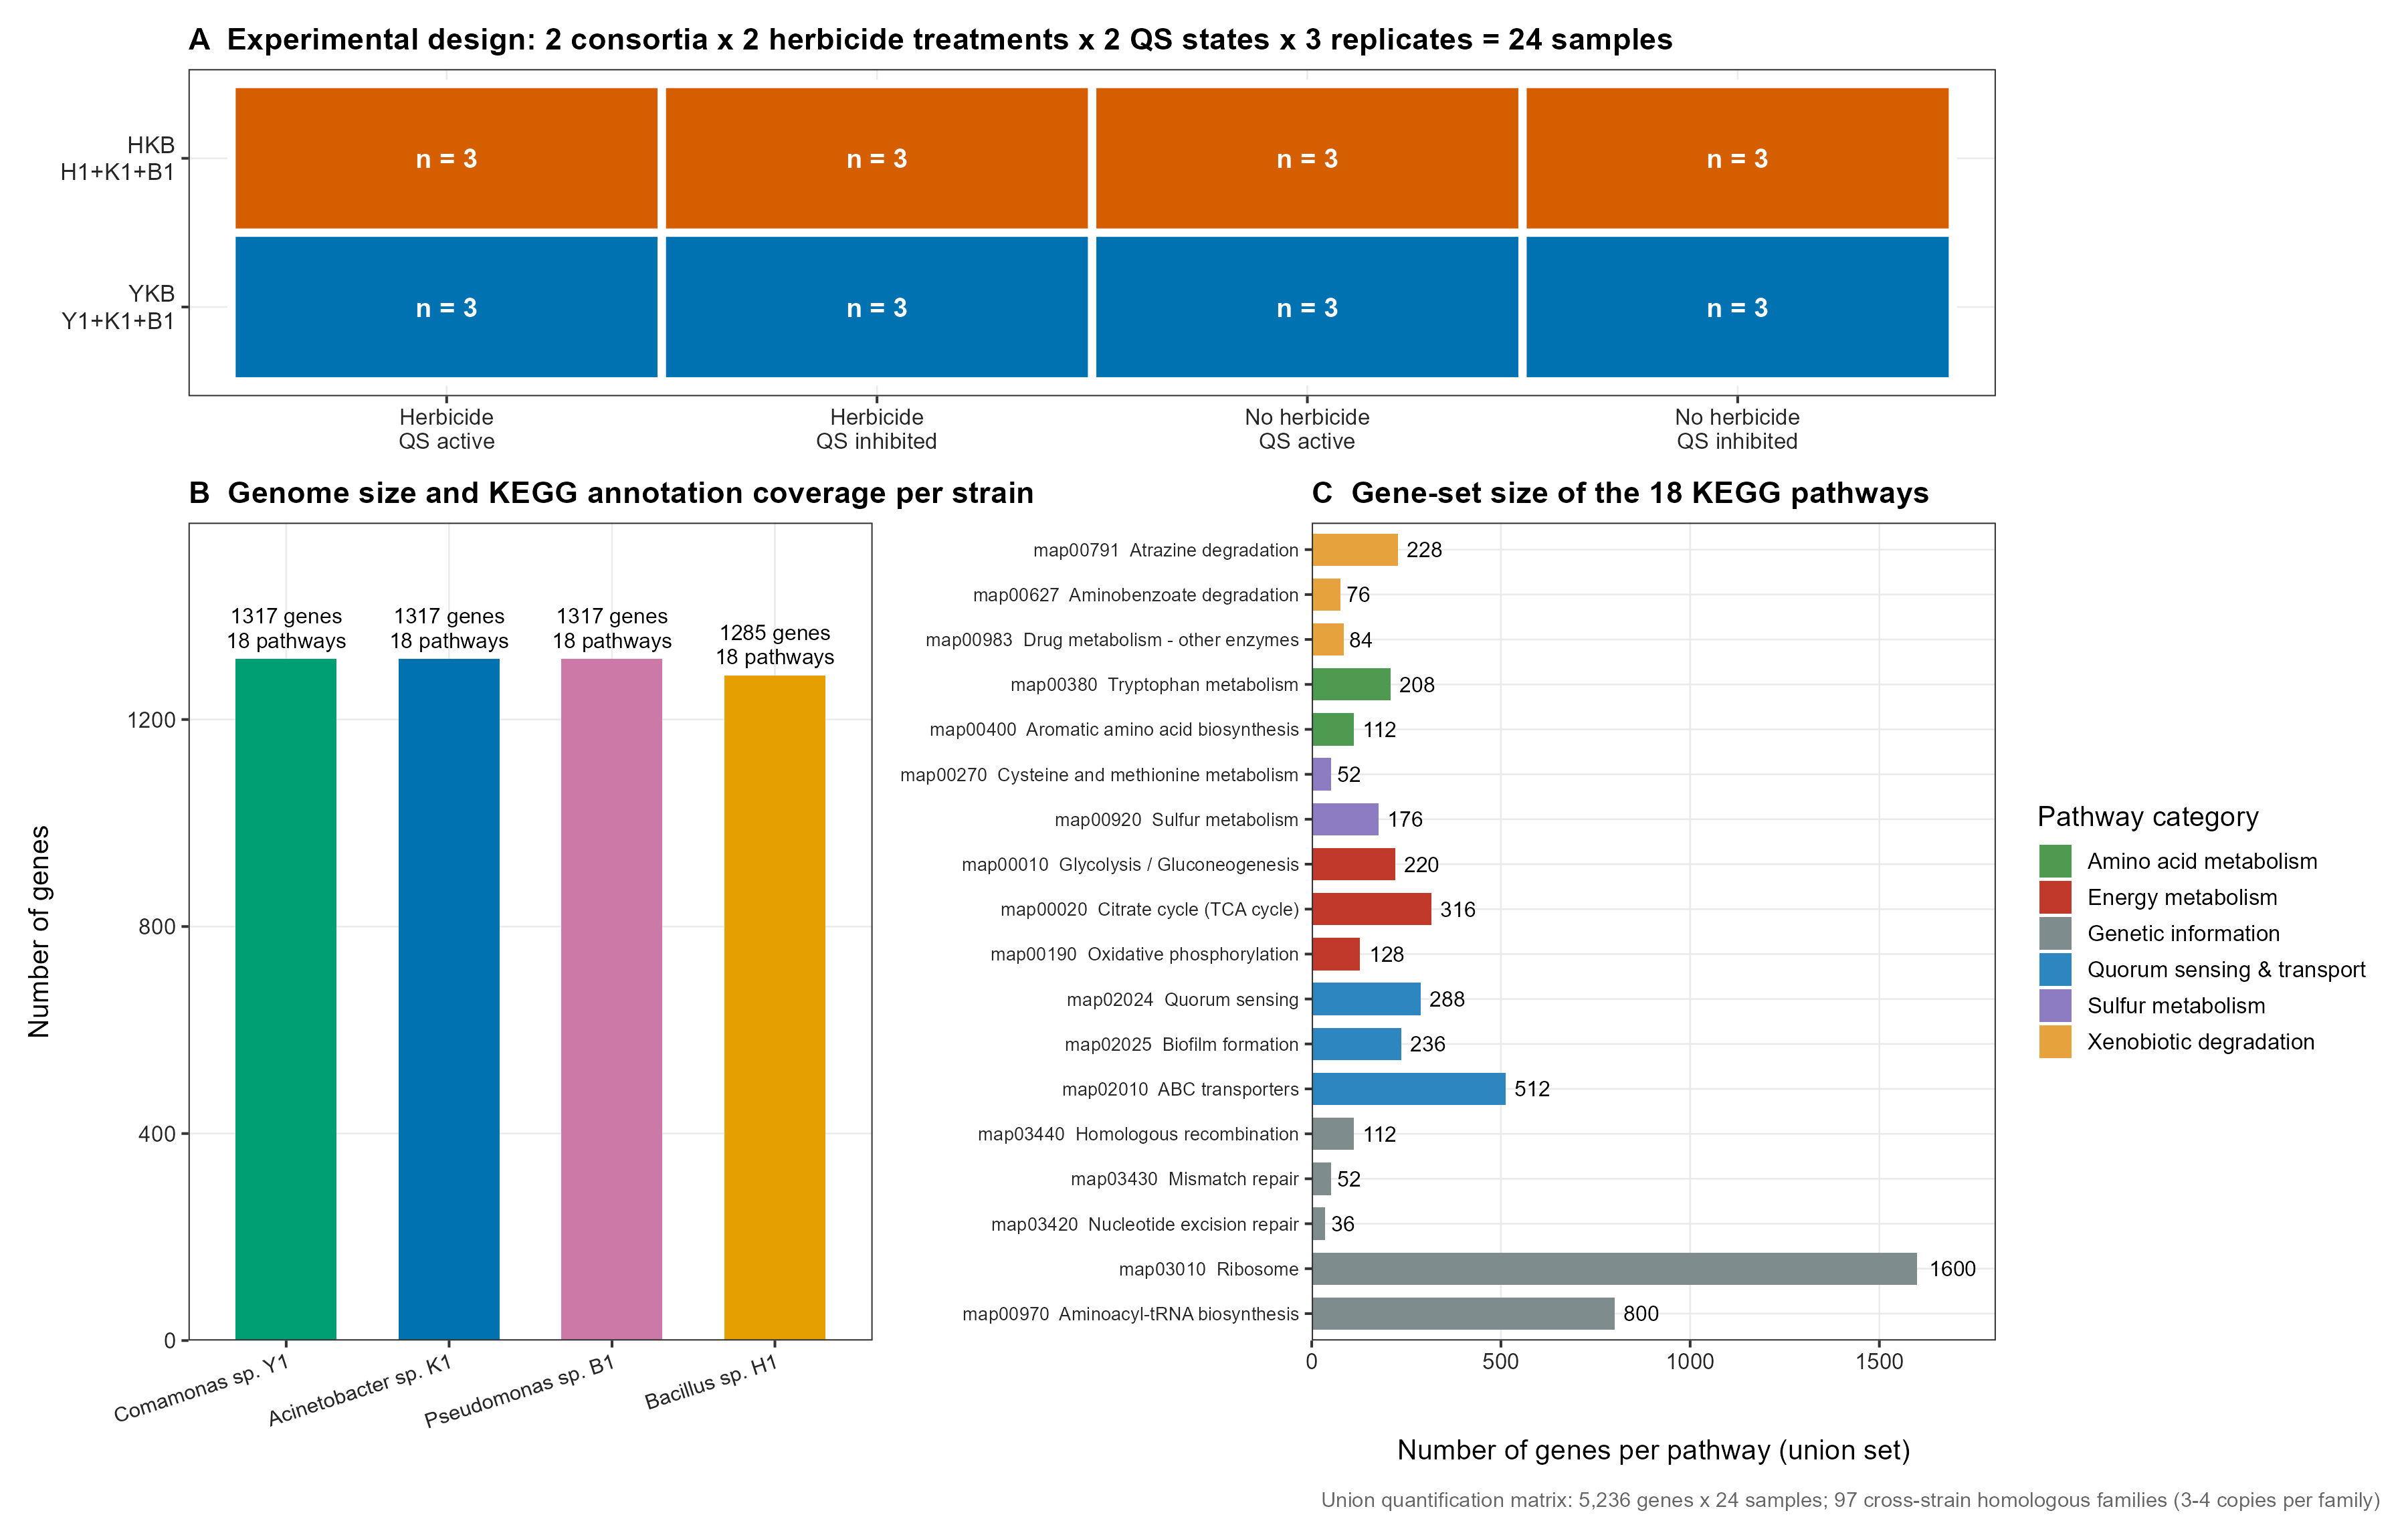 A Experimental design: 2 consortia x 2 herbicide treatments x 2 QS states x 3 replicates = 24 samples
HKB
H1+K1+B1
n = 3
n = 3
n = 3
n = 3
YKB
Y1+K1+B1
n = 3
n = 3
n = 3
n = 3
Herbicide
QS active
Herbicide
QS inhibited
No herbicide
QS active
No herbicide
QS inhibited
B Genome size and KEGG annotation coverage per strain
Number of genes
1200
800
400
0
1317 genes
18 pathways
1317 genes
18 pathways
1317 genes
18 pathways
1285 genes
18 pathways
Comamonas sp. Y1
Acinetobacter sp. K1
Pseudomonas sp. B1
Bacillus sp. H1
C Gene-set size of the 18 KEGG pathways
map00791 Atrazine degradation 228
map00627 Aminobenzoate degradation 76
map00983 Drug metabolism - other enzymes 84
map00380 Tryptophan metabolism 208
map00400 Aromatic amino acid biosynthesis 112
map00270 Cysteine and methionine metabolism 52
map00920 Sulfur metabolism 176
map00010 Glycolysis / Gluconeogenesis 220
map00020 Citrate cycle (TCA cycle) 316
map00190 Oxidative phosphorylation 128
map02024 Quorum sensing 288
map02025 Biofilm formation 236
map02010 ABC transporters 512
map03440 Homologous recombination 112
map03430 Mismatch repair 52
map03420 Nucleotide excision repair 36
map03010 Ribosome 1600
map00970 Aminoacyl-tRNA biosynthesis 800
0 500 1000 1500
Number of genes per pathway (union set)
Pathway category
Amino acid metabolism
Energy metabolism
Genetic information
Quorum sensing & transport
Sulfur metabolism
Xenobiotic degradation
Union quantification matrix: 5,236 genes x 24 samples; 97 cross-strain homologous families (3-4 copies per family)